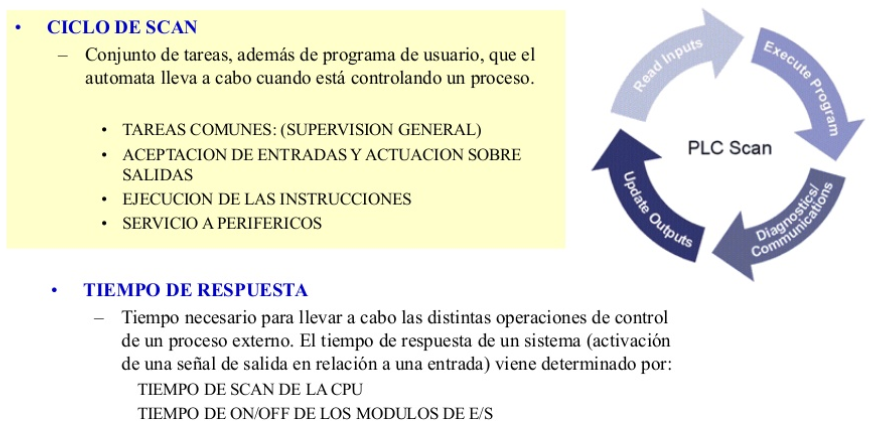 • CICLO DE SCAN
– Conjunto de tareas, además de programa de usuario, que el
automata lleva a cabo cuando está controlando un proceso.
• TAREAS COMUNES: (SUPERVISION GENERAL)
• ACEPTACION DE ENTRADAS Y ACTUACION SOBRE
SALIDAS
• EJECUCION DE LAS INSTRUCCIONES
• SERVICIO A PERIFERICOS
Read Inputs
Execute Program
PLC Scan
Diagnostics/
Communications
Update Outputs
• TIEMPO DE RESPUESTA
– Tiempo necesario para llevar a cabo las distintas operaciones de control
de un proceso externo. El tiempo de respuesta de un sistema (activación
de una señal de salida en relación a una entrada) viene determinado por:
TIEMPO DE SCAN DE LA CPU
TIEMPO DE ON/OFF DE LOS MODULOS DE E/S